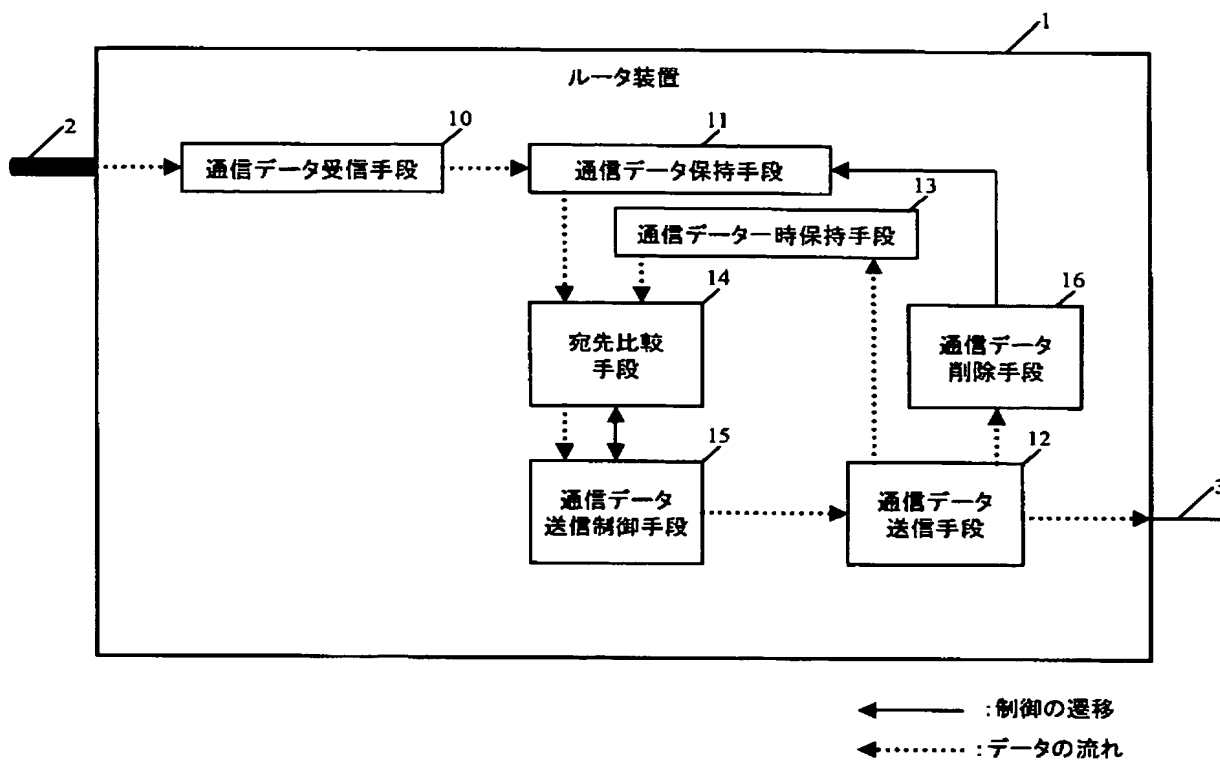 1
ルータ装置
2
10
通信データ受信手段
11
通信データ保持手段
13
通信データ一時保持手段
14
宛先比較
手段
16
通信データ
削除手段
15
通信データ
送信制御手段
12
通信データ
送信手段
3
:制御の遷移
:データの流れ